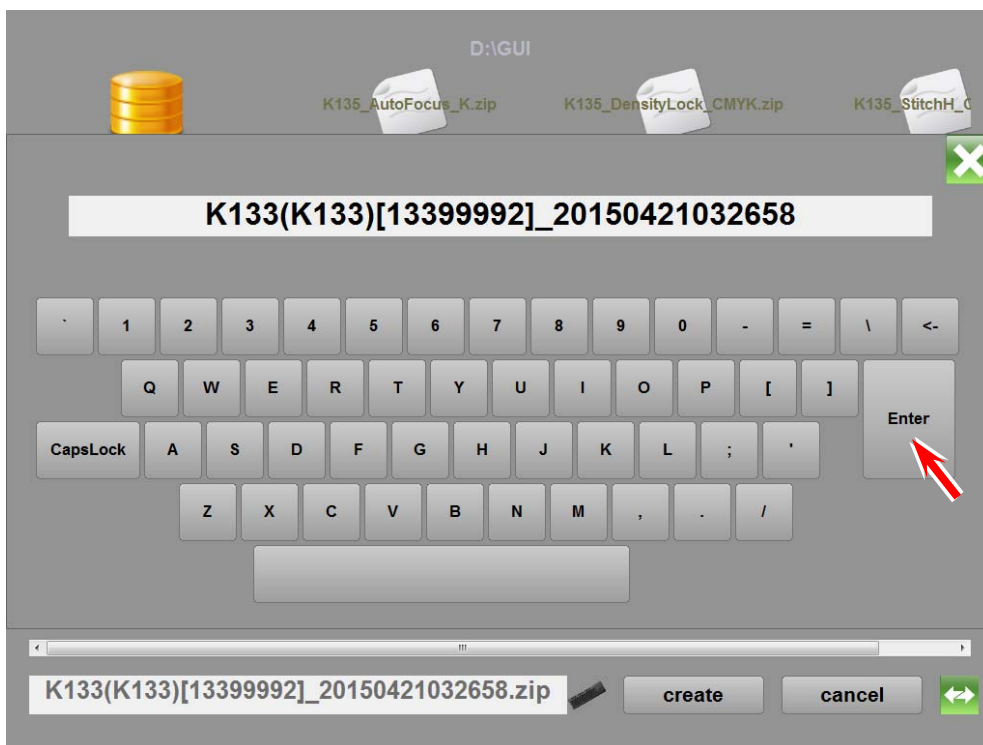 D:\GUI
K135_AutoFocus_K.zip K135_DensityLock_CMYK.zip K135_StitchH_C
K133(K133)[13399992]_20150421032658
` 1 2 3 4 5 6 7 8 9 0 - = \ <-
Q W E R T Y U I O P [ ]
Enter
CapsLock A S D F G H J K L ; '
Z X C V B N M , . /
K133(K133)[13399992]_20150421032658.zip create cancel